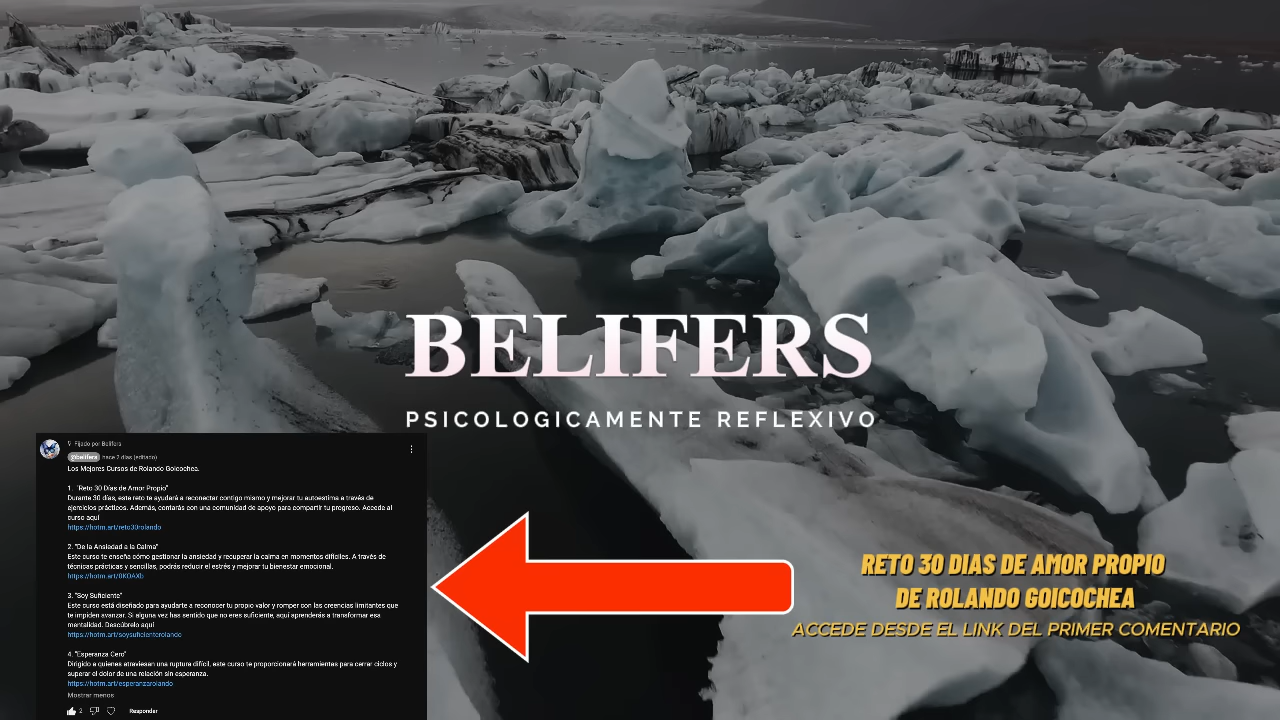 BELIFERS
PSICOLOGICAMENTE REFLEXIVO
Fijado por Belifers
@belifers hace 2 días (editado)
Los Mejores Cursos de Rolando Goicochea.
1. "Reto 30 Días de Amor Propio"
Durante 30 días, este reto te ayudará a reconectar contigo mismo y mejorar tu autoestima a través de
ejercicios prácticos. Además, contarás con una comunidad de apoyo para compartir tu progreso. Accede al
curso aquí
https://hotm.art/reto30rolando
2. "De la Ansiedad a la Calma"
Este curso te enseña cómo gestionar la ansiedad y recuperar la calma en momentos difíciles. A través de
técnicas prácticas y sencillas, podrás reducir el estrés y mejorar tu bienestar emocional.
https://hotm.art/0KOAXb
3. "Soy Suficiente"
Este curso está diseñado para ayudarte a reconocer tu propio valor y romper con las creencias limitantes que
te impiden avanzar. Si alguna vez has sentido que no eres suficiente, aquí aprenderás a transformar esa
mentalidad. Descúbrelo aquí
https://hotm.art/soysuficienterolando
4. "Esperanza Cero"
Dirigido a quienes atraviesan una ruptura difícil, este curso te proporcionará herramientas para cerrar ciclos y
superar el dolor de una relación sin esperanza.
https://hotm.art/esperanzarolando
Mostrar menos
2 Responder
RETO 30 DIAS DE AMOR PROPIO
DE ROLANDO GOICOCHEA
ACCEDE DESDE EL LINK DEL PRIMER COMENTARIO